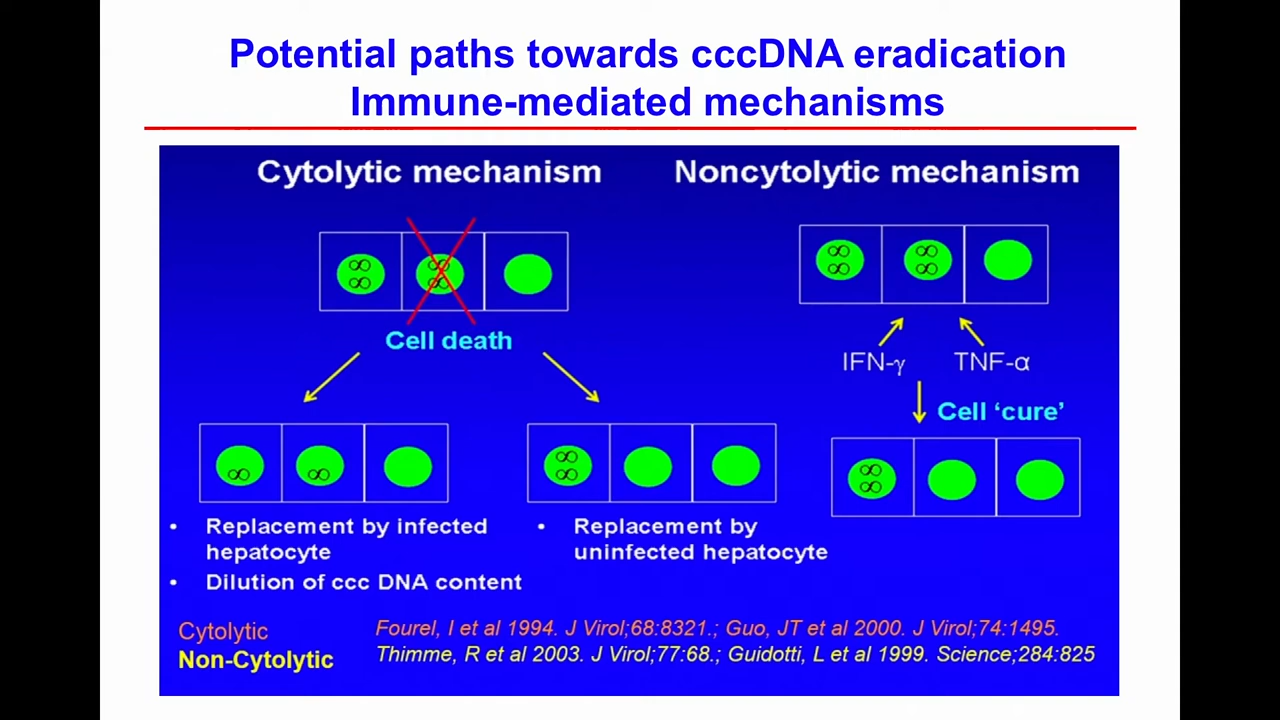 Potential paths towards cccDNA eradication
Immune-mediated mechanisms
Cytolytic mechanism
Noncytolytic mechanism
Cell death
IFN-γ
TNF-α
Cell ‘cure’
• Replacement by infected
hepatocyte
• Dilution of ccc DNA content
• Replacement by
uninfected hepatocyte
Cytolytic
Fourel, I et al 1994. J Virol;68:8321.; Guo, JT et al 2000. J Virol;74:1495.
Non-Cytolytic
Thimme, R et al 2003. J Virol;77:68.; Guidotti, L et al 1999. Science;284:825